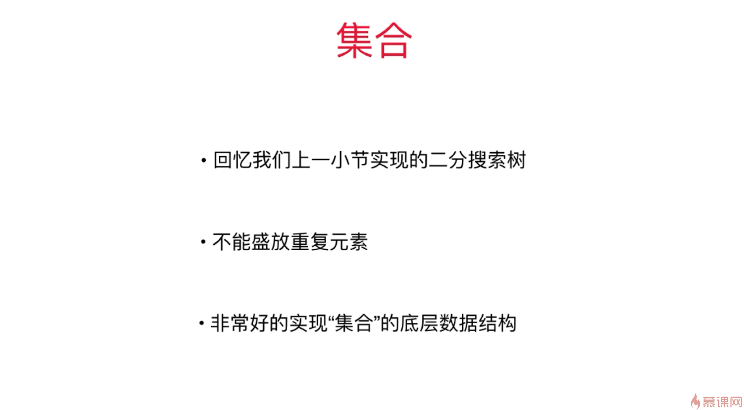 集合
• 回忆我们上一小节实现的二分搜索树
• 不能盛放重复元素
• 非常好的实现“集合”的底层数据结构
慕课网